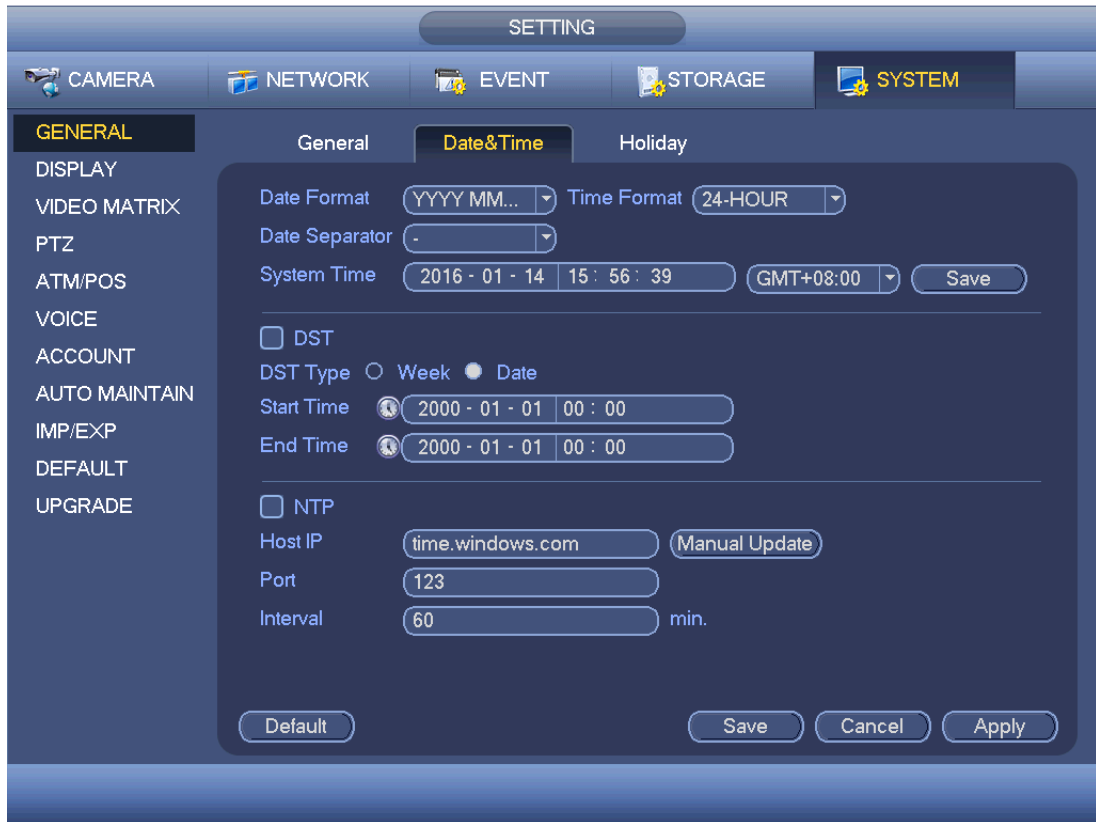 SETTING
CAMERA NETWORK EVENT STORAGE SYSTEM
GENERAL
DISPLAY
VIDEO MATRIX
PTZ
ATM/POS
VOICE
ACCOUNT
AUTO MAINTAIN
IMP/EXP
DEFAULT
UPGRADE
General Date&Time Holiday
Date Format YYYY MM... Time Format 24-HOUR
Date Separator -
System Time 2016 - 01 - 14 15 : 56 : 39 GMT+08:00 Save
DST
DST Type Week Date
Start Time 2000 - 01 - 01 00 : 00
End Time 2000 - 01 - 01 00 : 00
NTP
Host IP time.windows.com Manual Update
Port 123
Interval 60 min.
Default Save Cancel Apply